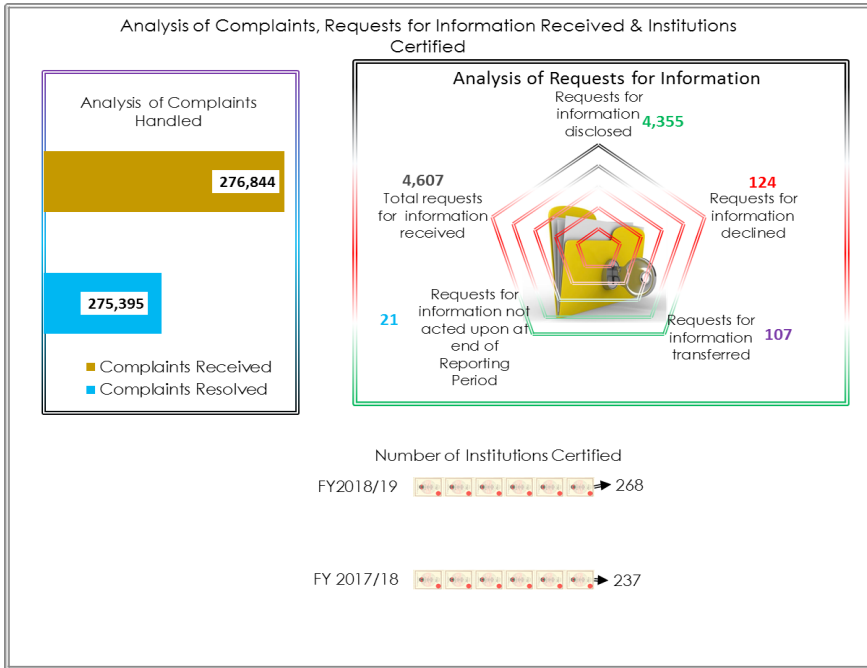 Analysis of Complaints, Requests for Information Received & Institutions
Certified
Analysis of Complaints
Handled
276,844
275,395
Complaints Received
Complaints Resolved
Analysis of Requests for Information
Requests for
information
disclosed
4,355
4,607
Total requests
for information
received
124
Requests for
information
declined
21
Requests for
information not
acted upon at
end of
Reporting
Period
Requests for
information
transferred
107
Number of Institutions Certified
FY2018/19
268
FY 2017/18
237